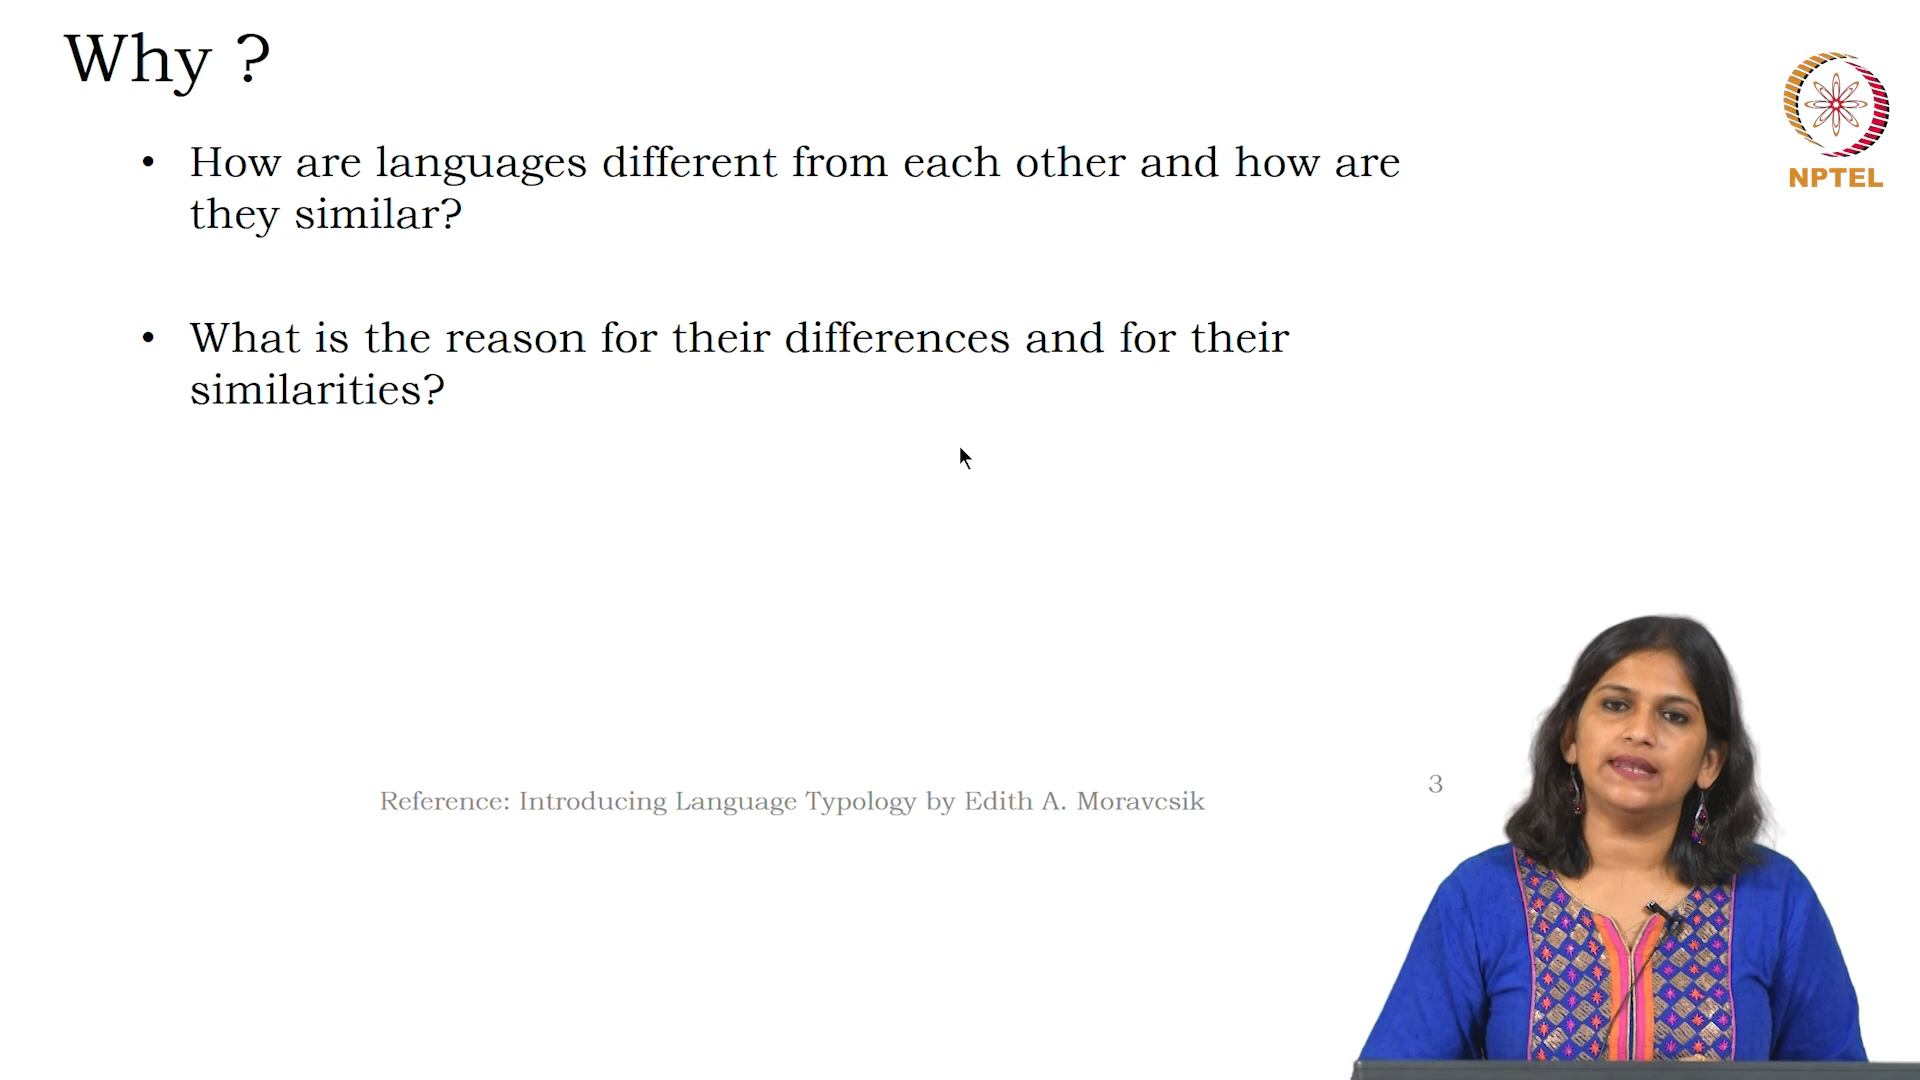 Why ?
• How are languages different from each other and how are
they similar?
• What is the reason for their differences and for their
similarities?
Reference: Introducing Language Typology by Edith A. Moravcsik
3
NPTEL